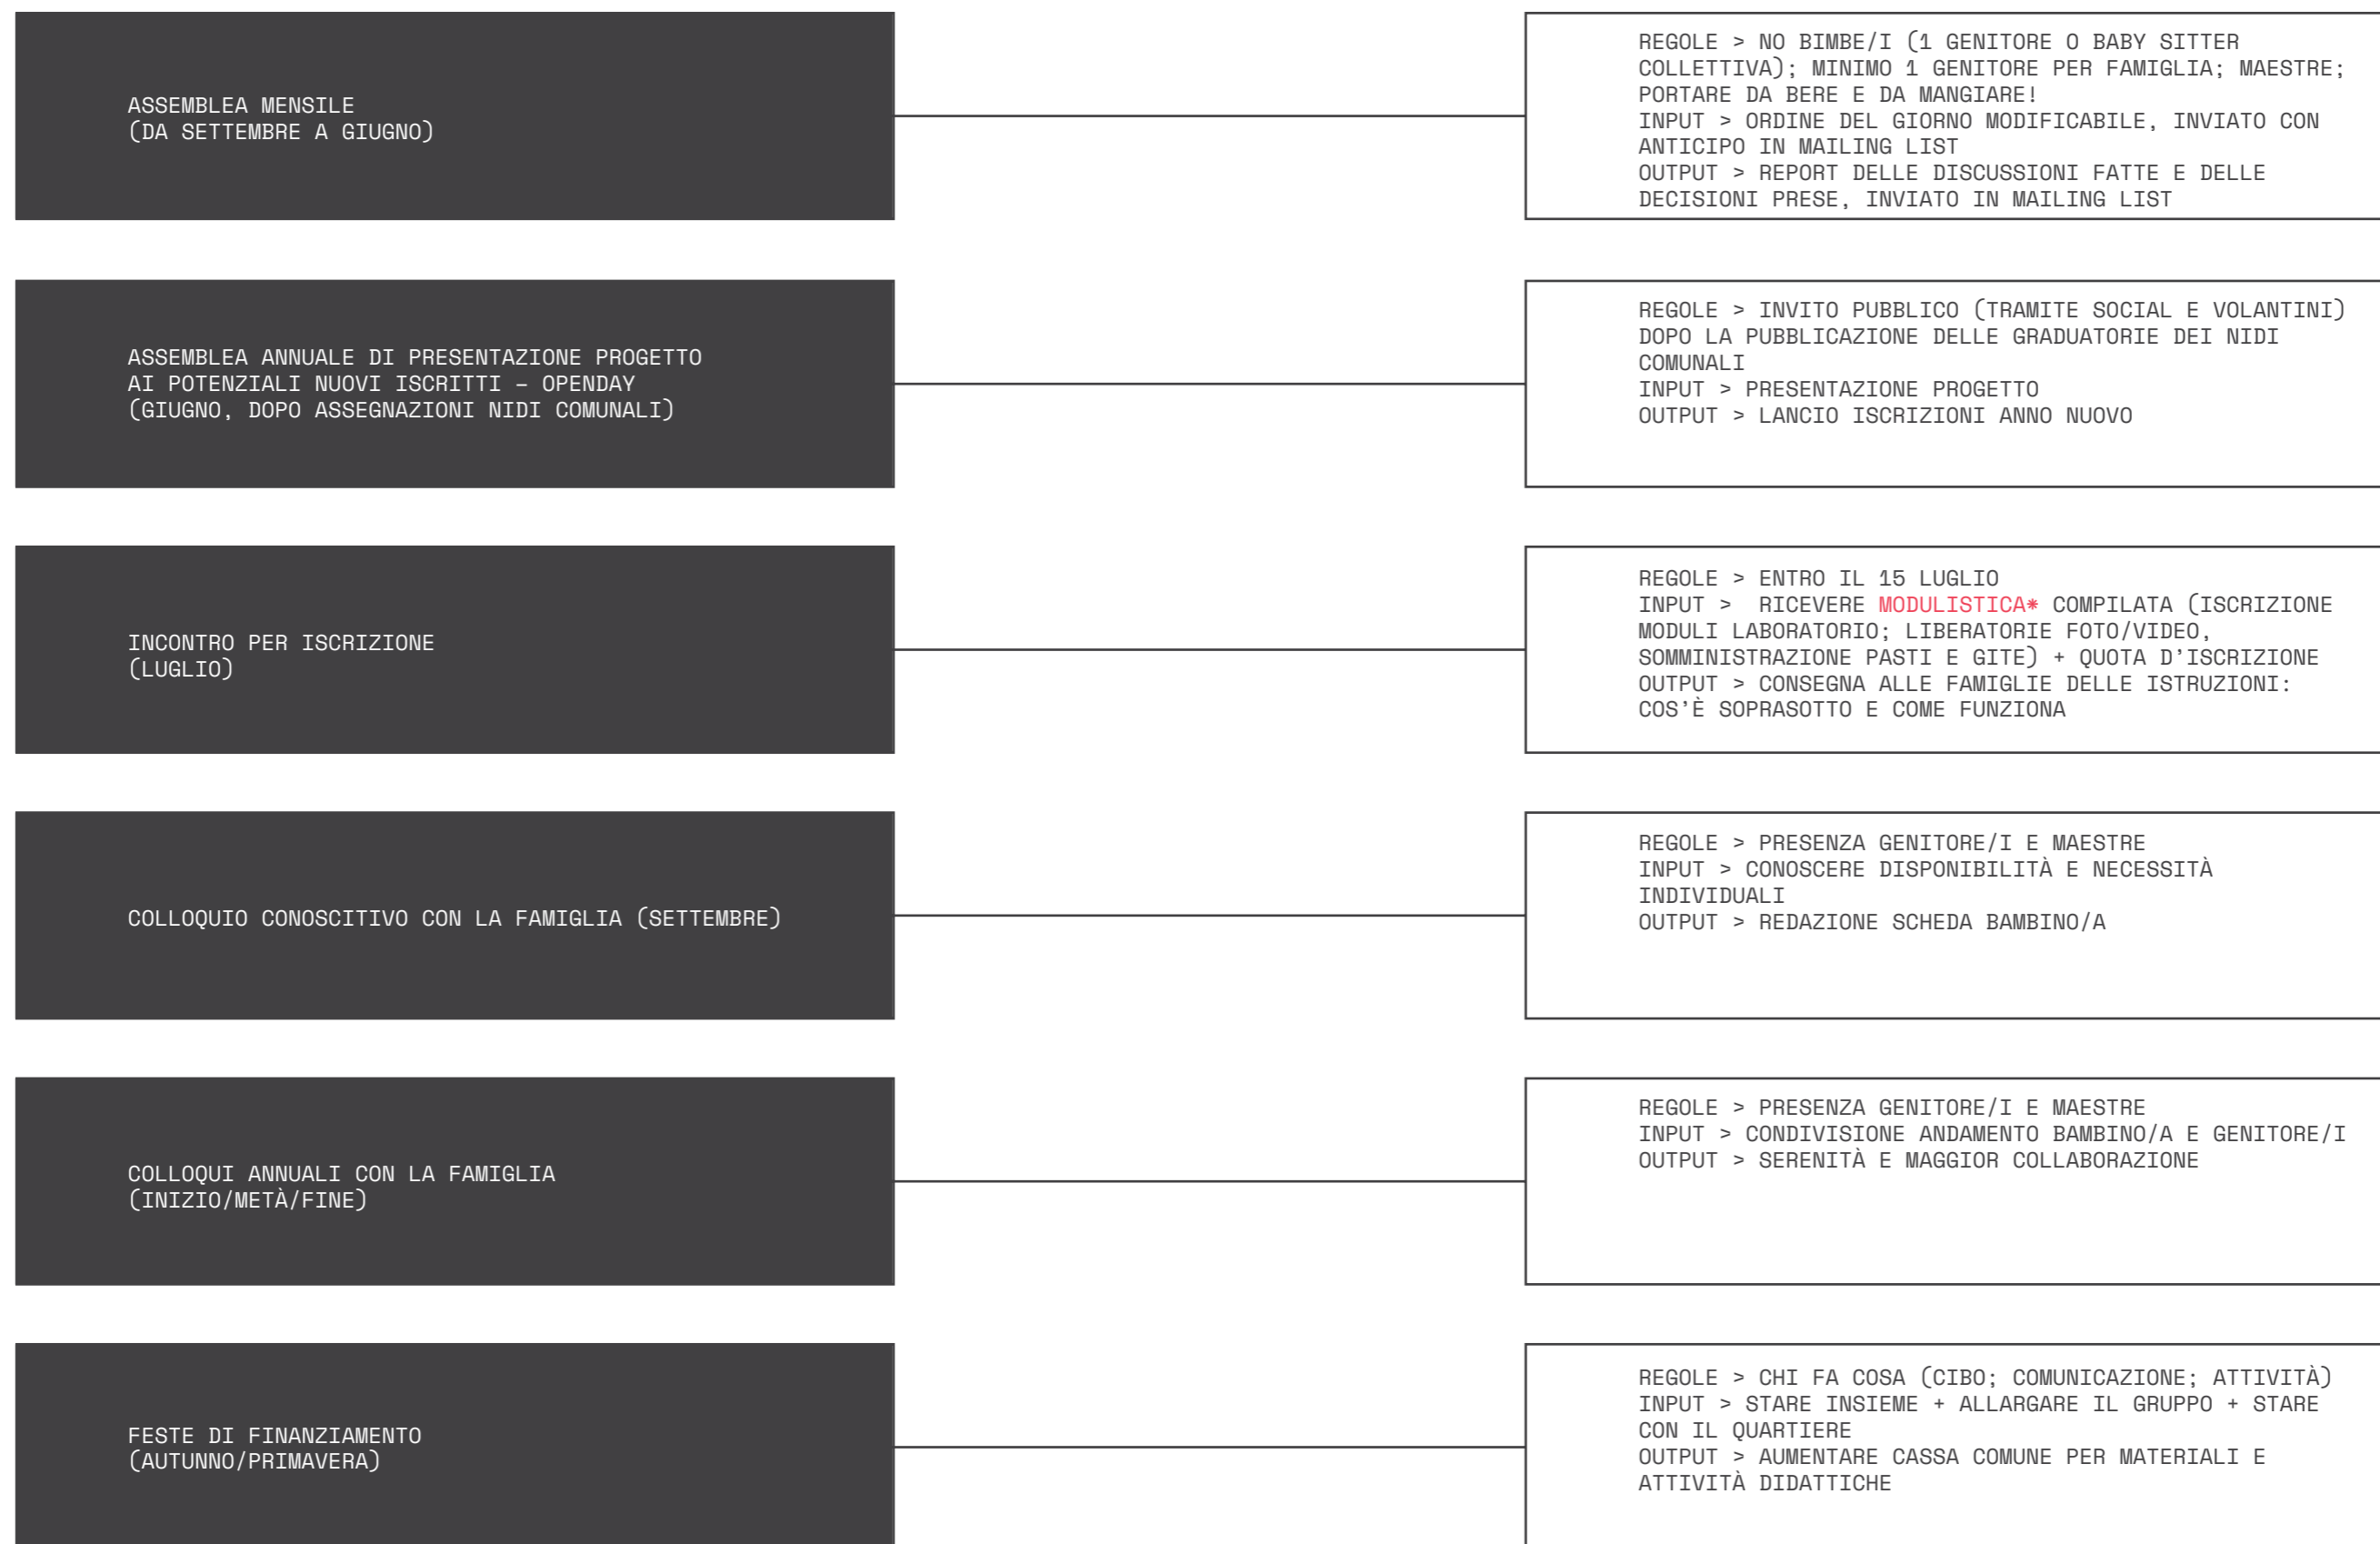 ASSEMBLEA MENSILE
(DA SETTEMBRE A GIUGNO)
REGOLE > NO BIMBE/I (1 GENITORE O BABY SITTER
COLLETTIVA); MINIMO 1 GENITORE PER FAMIGLIA; MAESTRE;
PORTARE DA BERE E DA MANGIARE!
INPUT > ORDINE DEL GIORNO MODIFICABILE, INVIATO CON
ANTICIPO IN MAILING LIST
OUTPUT > REPORT DELLE DISCUSSIONI FATTE E DELLE
DECISIONI PRESE, INVIATO IN MAILING LIST
ASSEMBLEA ANNUALE DI PRESENTAZIONE PROGETTO
AI POTENZIALI NUOVI ISCRITTI – OPENDAY
(GIUGNO, DOPO ASSEGNAZIONI NIDI COMUNALI)
REGOLE > INVITO PUBBLICO (TRAMITE SOCIAL E VOLANTINI)
DOPO LA PUBBLICAZIONE DELLE GRADUATORIE DEI NIDI
COMUNALI
INPUT > PRESENTAZIONE PROGETTO
OUTPUT > LANCIO ISCRIZIONI ANNO NUOVO
INCONTRO PER ISCRIZIONE
(LUGLIO)
REGOLE > ENTRO IL 15 LUGLIO
INPUT >  RICEVERE MODULISTICA* COMPILATA (ISCRIZIONE
MODULI LABORATORIO; LIBERATORIE FOTO/VIDEO,
SOMMINISTRAZIONE PASTI E GITE) + QUOTA D'ISCRIZIONE
OUTPUT > CONSEGNA ALLE FAMIGLIE DELLE ISTRUZIONI:
COS'È SOPRASOTTO E COME FUNZIONA
COLLOQUIO CONOSCITIVO CON LA FAMIGLIA (SETTEMBRE)
REGOLE > PRESENZA GENITORE/I E MAESTRE
INPUT > CONOSCERE DISPONIBILITÀ E NECESSITÀ
INDIVIDUALI
OUTPUT > REDAZIONE SCHEDA BAMBINO/A
COLLOQUI ANNUALI CON LA FAMIGLIA
(INIZIO/METÀ/FINE)
REGOLE > PRESENZA GENITORE/I E MAESTRE
INPUT > CONDIVISIONE ANDAMENTO BAMBINO/A E GENITORE/I
OUTPUT > SERENITÀ E MAGGIOR COLLABORAZIONE
FESTE DI FINANZIAMENTO
(AUTUNNO/PRIMAVERA)
REGOLE > CHI FA COSA (CIBO; COMUNICAZIONE; ATTIVITÀ)
INPUT > STARE INSIEME + ALLARGARE IL GRUPPO + STARE
CON IL QUARTIERE
OUTPUT > AUMENTARE CASSA COMUNE PER MATERIALI E
ATTIVITÀ DIDATTICHE